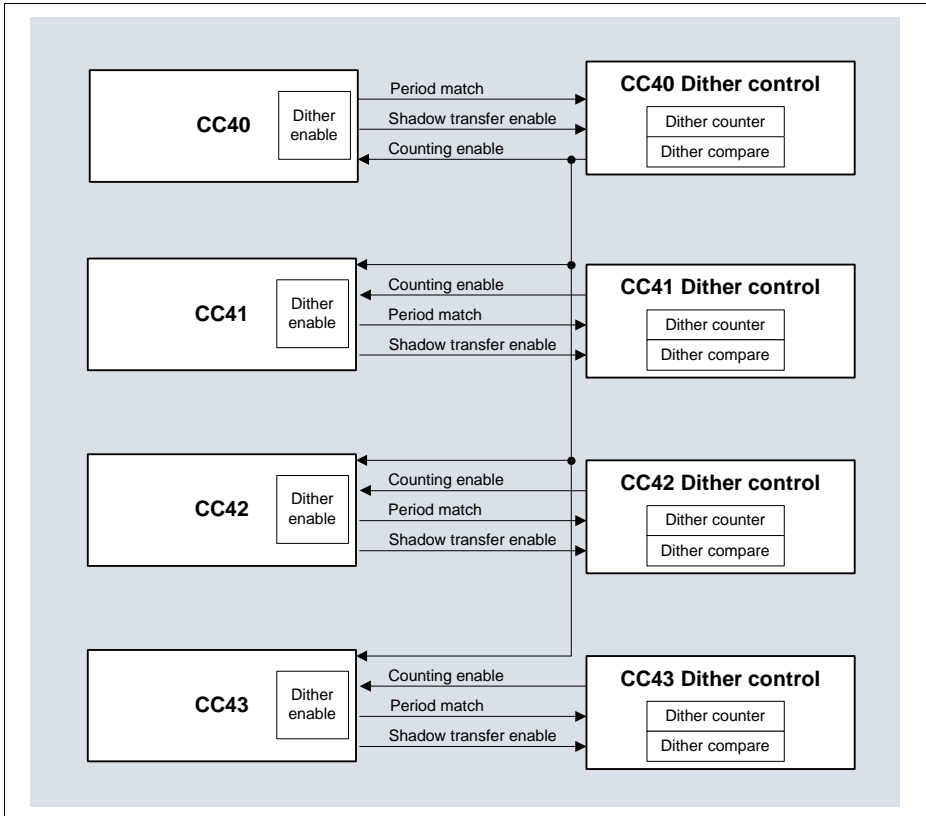 CC40
Dither
enable
Period match
Shadow transfer enable
Counting enable
CC40 Dither control
Dither counter
Dither compare
CC41
Dither
enable
Counting enable
Period match
Shadow transfer enable
CC41 Dither control
Dither counter
Dither compare
CC42
Dither
enable
Counting enable
Period match
Shadow transfer enable
CC42 Dither control
Dither counter
Dither compare
CC43
Dither
enable
Counting enable
Period match
Shadow transfer enable
CC43 Dither control
Dither counter
Dither compare